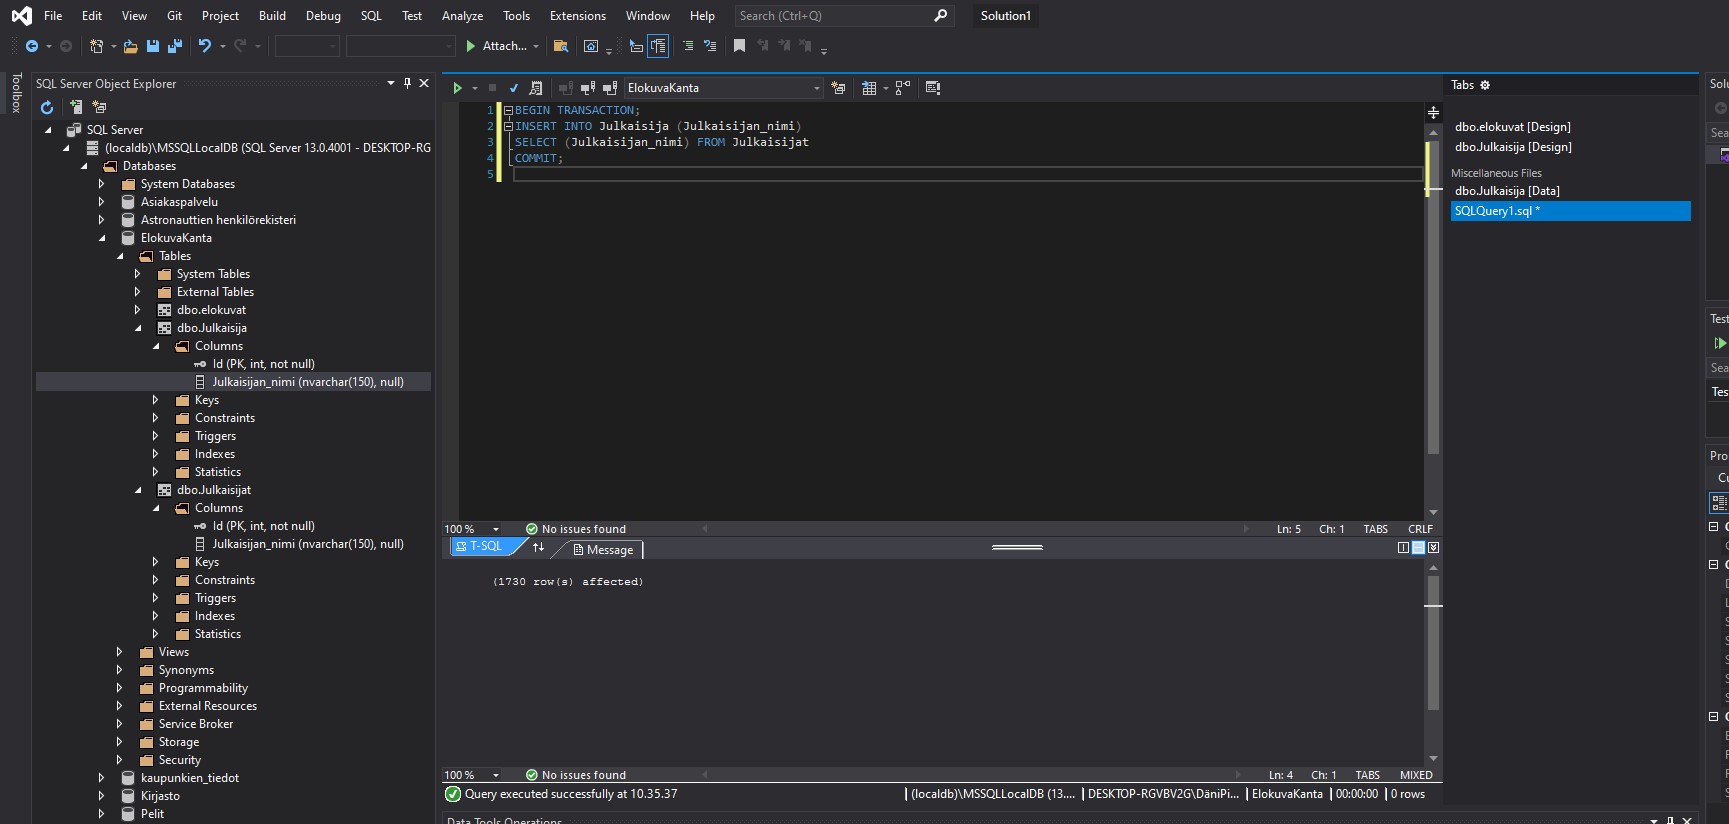 File Edit View Git Project Build Debug SQL Test Analyze Tools Extensions Window Help Search (Ctrl+Q) Solution1
Attach...
Toolbox
SQL Server Object Explorer
SQL Server
(localdb)\MSSQLLocalDB (SQL Server 13.0.4001 - DESKTOP-RG
Databases
System Databases
Asiakaspalvelu
Astronauttien henkilörekisteri
ElokuvaKanta
Tables
System Tables
External Tables
dbo.elokuvat
dbo.Julkaisija
Columns
Id (PK, int, not null)
Julkaisijan_nimi (nvarchar(150), null)
Keys
Constraints
Triggers
Indexes
Statistics
dbo.Julkaisijat
Columns
Id (PK, int, not null)
Julkaisijan_nimi (nvarchar(150), null)
Keys
Constraints
Triggers
Indexes
Statistics
Views
Synonyms
Programmability
External Resources
Service Broker
Storage
Security
kaupunkien_tiedot
Kirjasto
Pelit
ElokuvaKanta
1 BEGIN TRANSACTION;
2 INSERT INTO Julkaisija (Julkaisijan_nimi)
3 SELECT (Julkaisijan_nimi) FROM Julkaisijat
4 COMMIT;
5
100 % No issues found Ln: 5 Ch: 1 TABS CRLF
T-SQL Message
(1730 row(s) affected)
100 % No issues found Ln: 4 Ch: 1 TABS MIXED
Query executed successfully at 10.35.37 (localdb)\MSSQLLocalDB (13.... DESKTOP-RGVBV2G\DäniPi... ElokuvaKanta 00:00:00 0 rows
Data Tools Operations
Tabs
dbo.elokuvat [Design]
dbo.Julkaisija [Design]
Miscellaneous Files
dbo.Julkaisija [Data]
SQLQuery1.sql *
Solu
Sea
Test
Sea
Tes
Pro
Cu